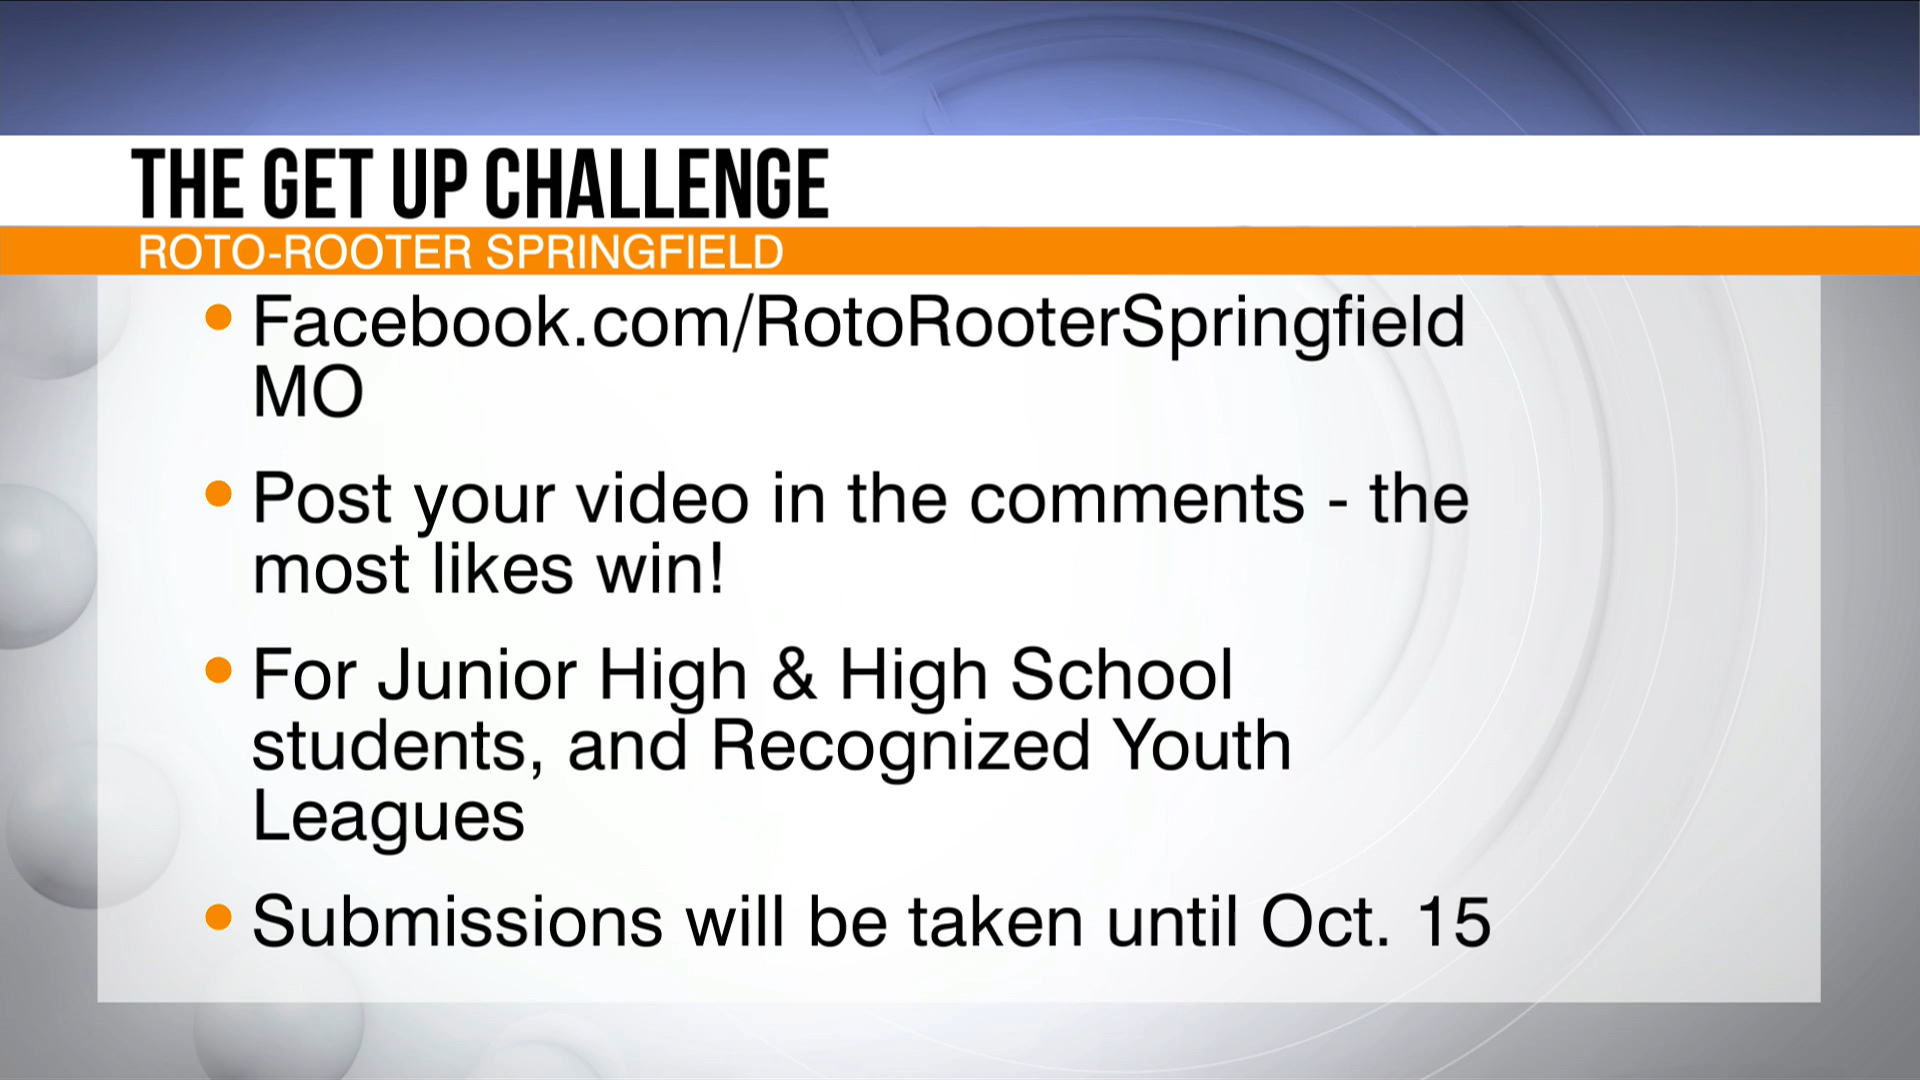 THE GET UP CHALLENGE
ROTO-ROOTER SPRINGFIELD
• Facebook.com/RotoRooterSpringfield
MO
• Post your video in the comments - the
most likes win!
• For Junior High & High School
students, and Recognized Youth
Leagues
• Submissions will be taken until Oct. 15